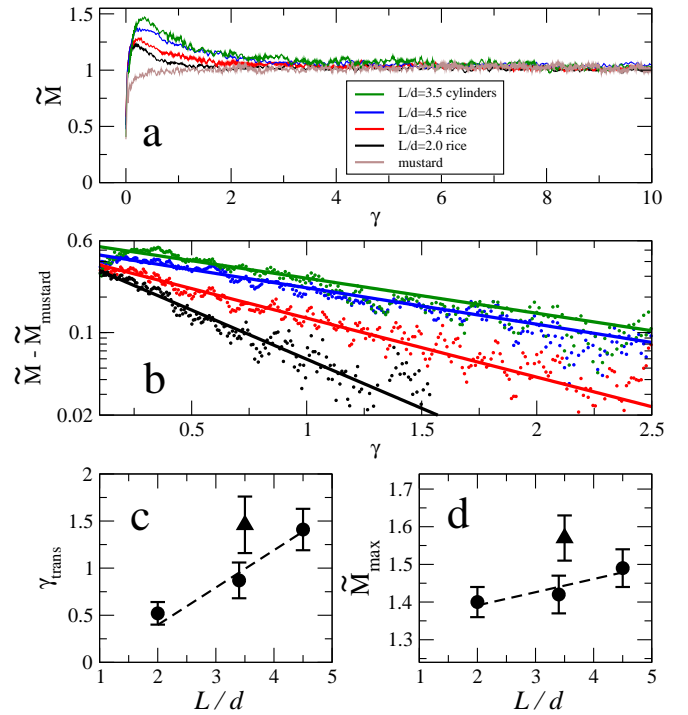 1.5
1
0.5
0
M̃
a
L/d=3.5 cylinders
L/d=4.5 rice
L/d=3.4 rice
L/d=2.0 rice
mustard
0 2 4 6 8 10
γ
0.6
0.1
0.02
M̃ - M̃mustard
b
0.5 1 1.5 2 2.5
γ
2
1.5
1
0.5
0
γtrans
c
1 2 3 4 5
L / d
1.7
1.6
1.5
1.4
1.3
M̃max
d
1 2 3 4 5
L / d